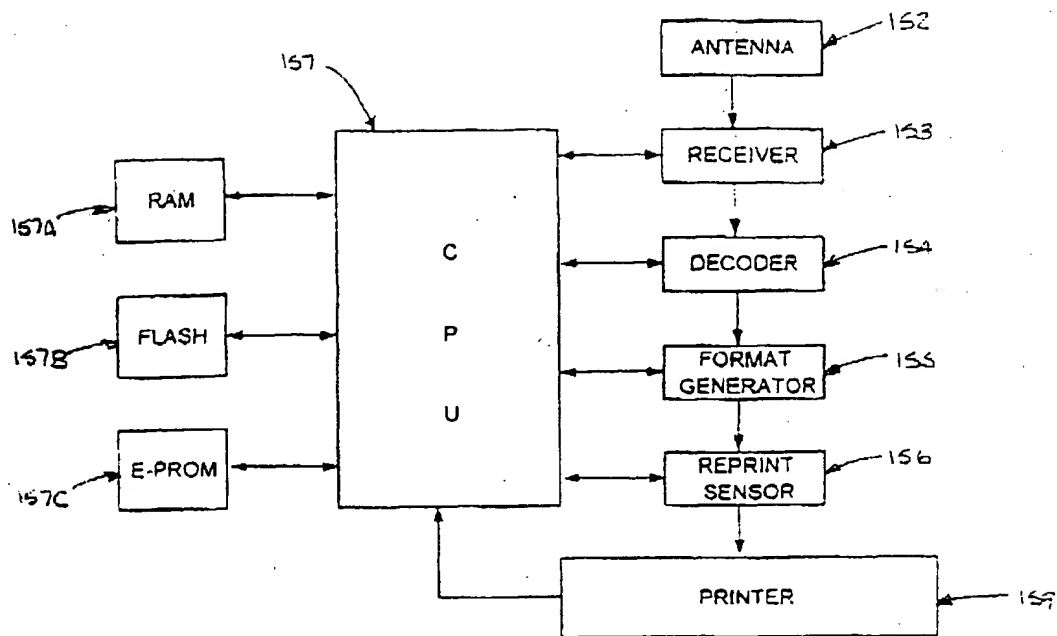 ANTENNA
152
157
RECEIVER
153
RAM
157A
C
P
U
DECODER
154
FLASH
157B
FORMAT
GENERATOR
155
E-PROM
157C
REPRINT
SENSOR
156
PRINTER
159